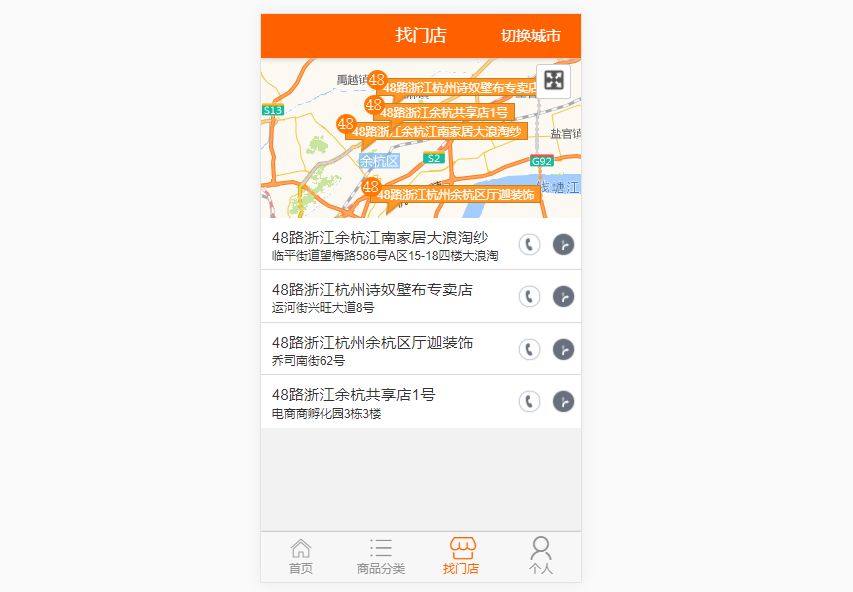 找门店
切换城市
禹越镇
48
48路浙江杭州诗奴壁布专卖店
S13
48
48路浙江余杭共享店1号
48
48路浙江余杭江南家居大浪淘纱
盐官镇
余杭区
S2
G92
48
48路浙江杭州余杭区厅迦装饰
钱塘江
48路浙江余杭江南家居大浪淘纱
临平街道望梅路586号A区15-18四楼大浪淘
48路浙江杭州诗奴壁布专卖店
运河街兴旺大道8号
48路浙江杭州余杭区厅迦装饰
乔司南街62号
48路浙江余杭共享店1号
电商商孵化园3栋3楼
首页
商品分类
找门店
个人